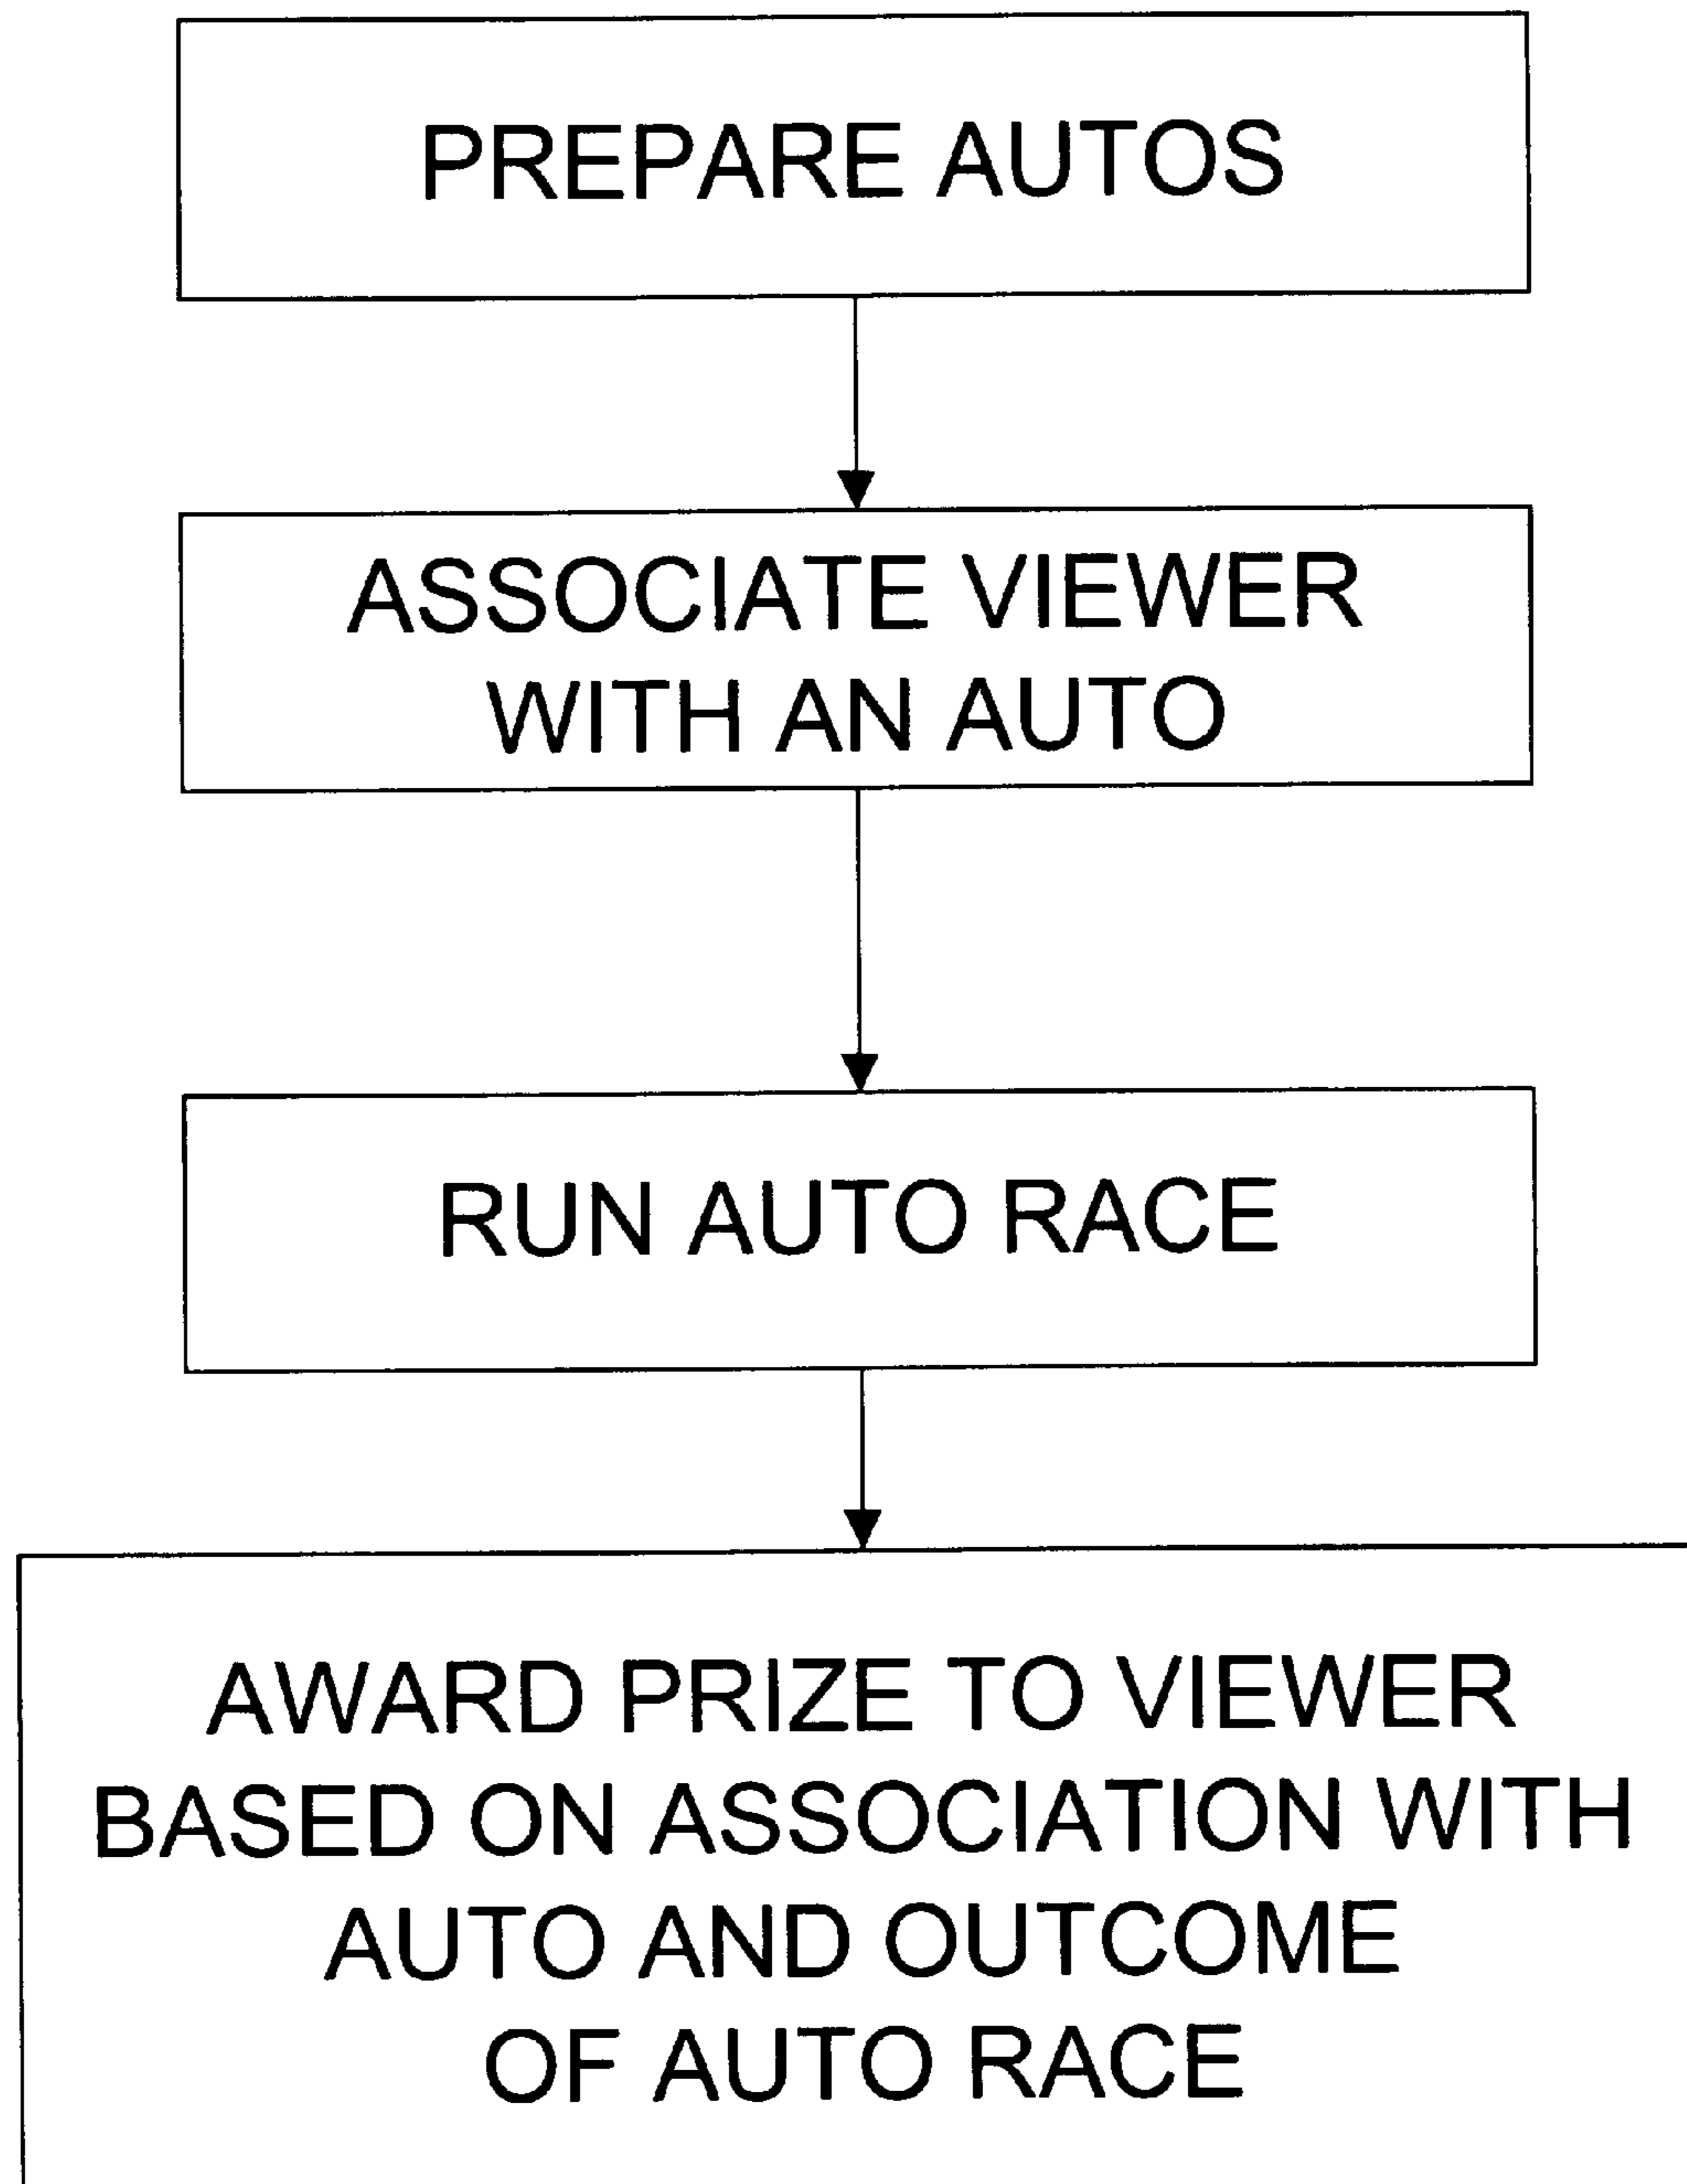 PREPARE AUTOS
ASSOCIATE VIEWER
WITH AN AUTO
RUN AUTO RACE
AWARD PRIZE TO VIEWER
BASED ON ASSOCIATION WITH
AUTO AND OUTCOME
OF AUTO RACE